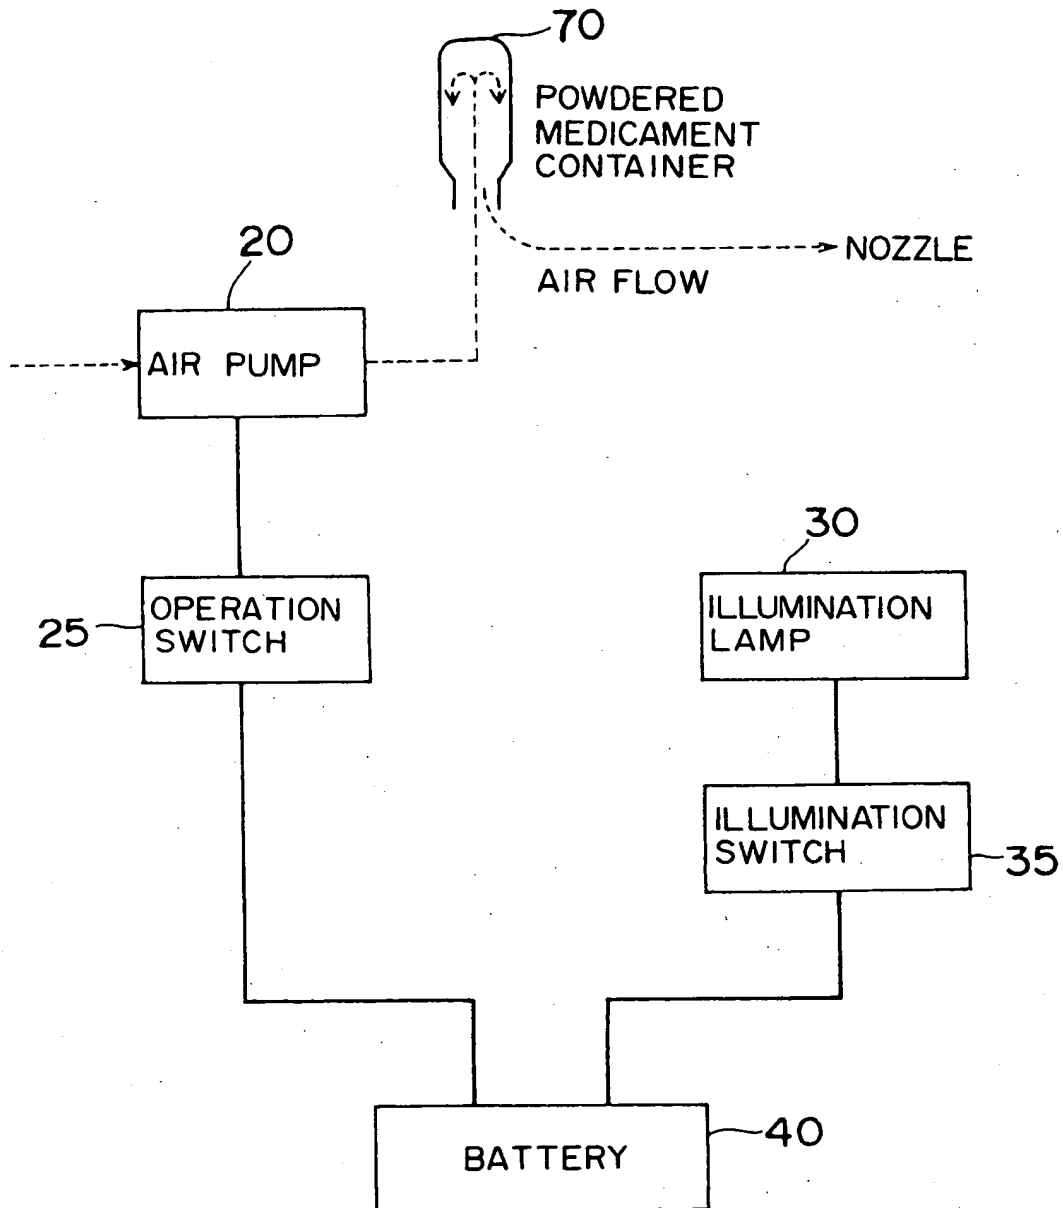 70
POWDERED
MEDICAMENT
CONTAINER
20
NOZZLE
AIR FLOW
AIR PUMP
30
OPERATION
SWITCH
25
ILLUMINATION
LAMP
ILLUMINATION
SWITCH
35
40
BATTERY